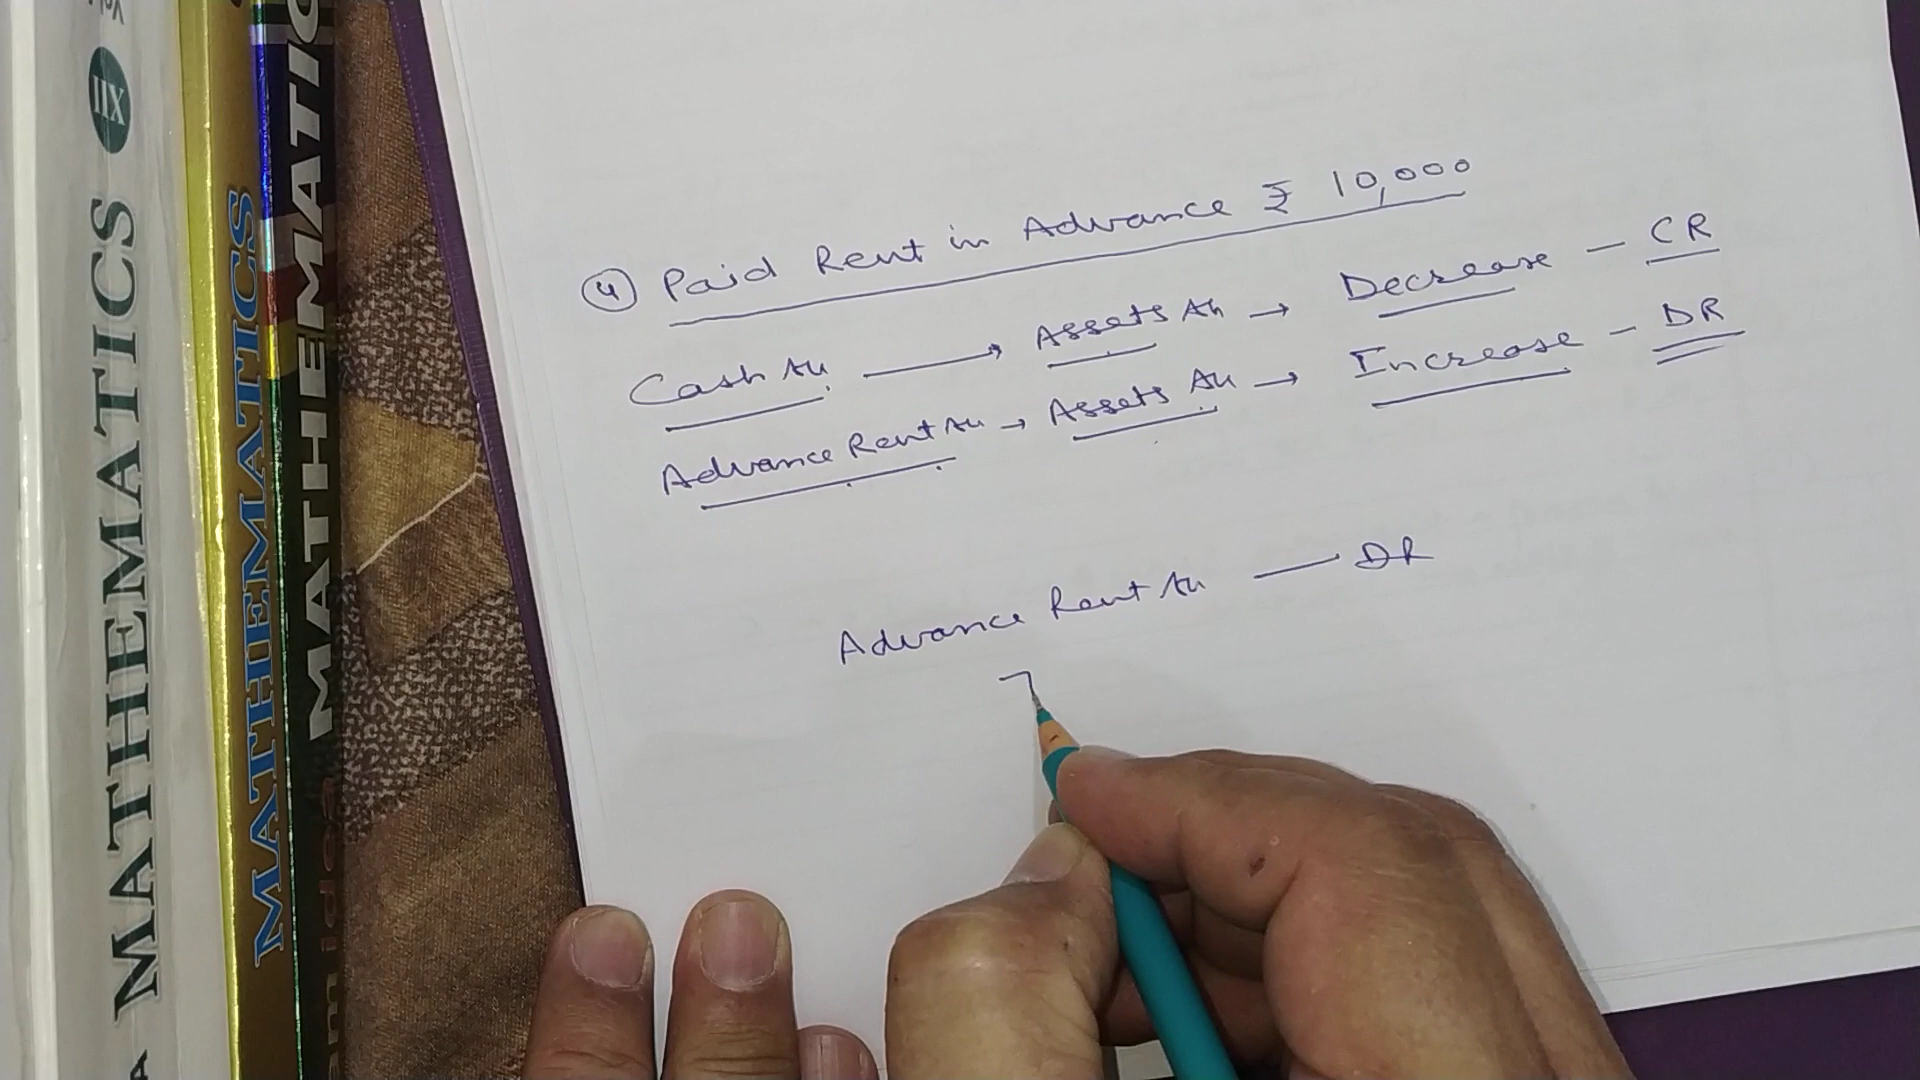 ④ Paid Rent in Advance ₹ 10,000
Cash A/c → Assets A/c → Decrease - CR
Advance Rent A/c → Assets A/c → Increase - DR
Advance Rent A/c — DR
T
MATHEMATICS XII
MATHEMATICS
MATHEMATIC